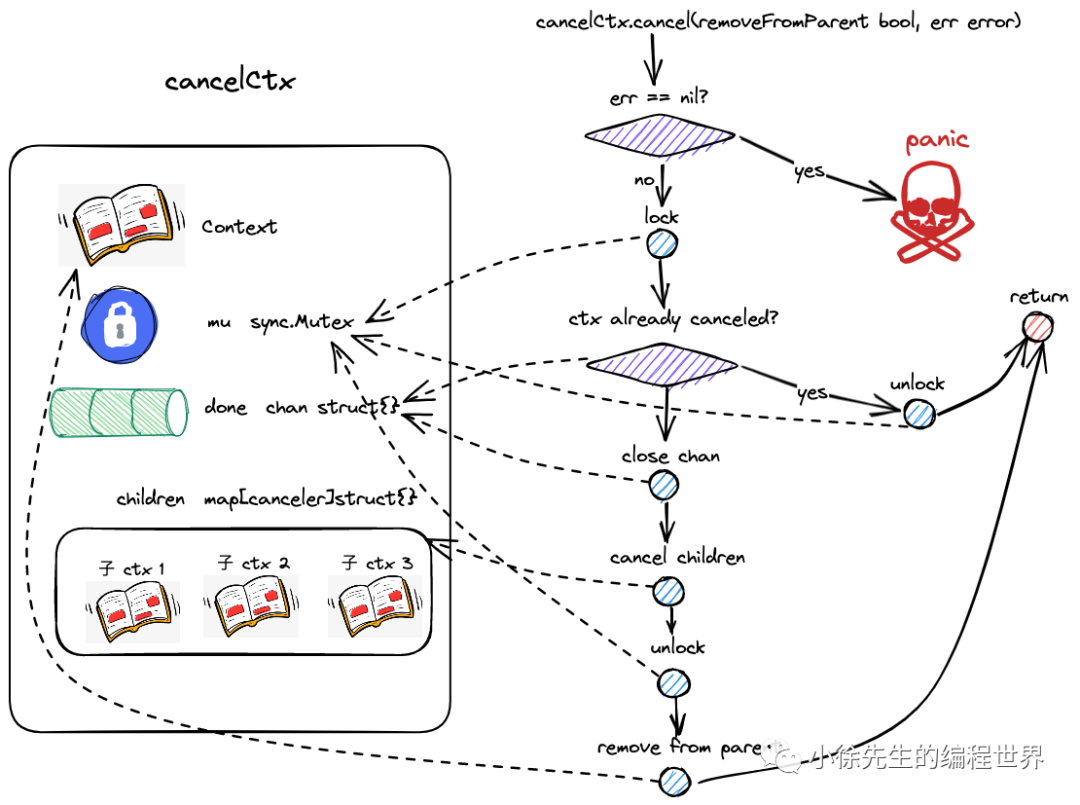 cancelCtx.cancel(removeFromParent bool, err error)
cancelCtx
err == nil?
panic
yes
no
lock
Context
return
mu sync.Mutex
ctx already canceled?
yes
unlock
done chan struct{}
close chan
children map[canceler]struct{}
cancel children
子 ctx 1
子 ctx 2
子 ctx 3
unlock
remove from
小徐先生的编程世界